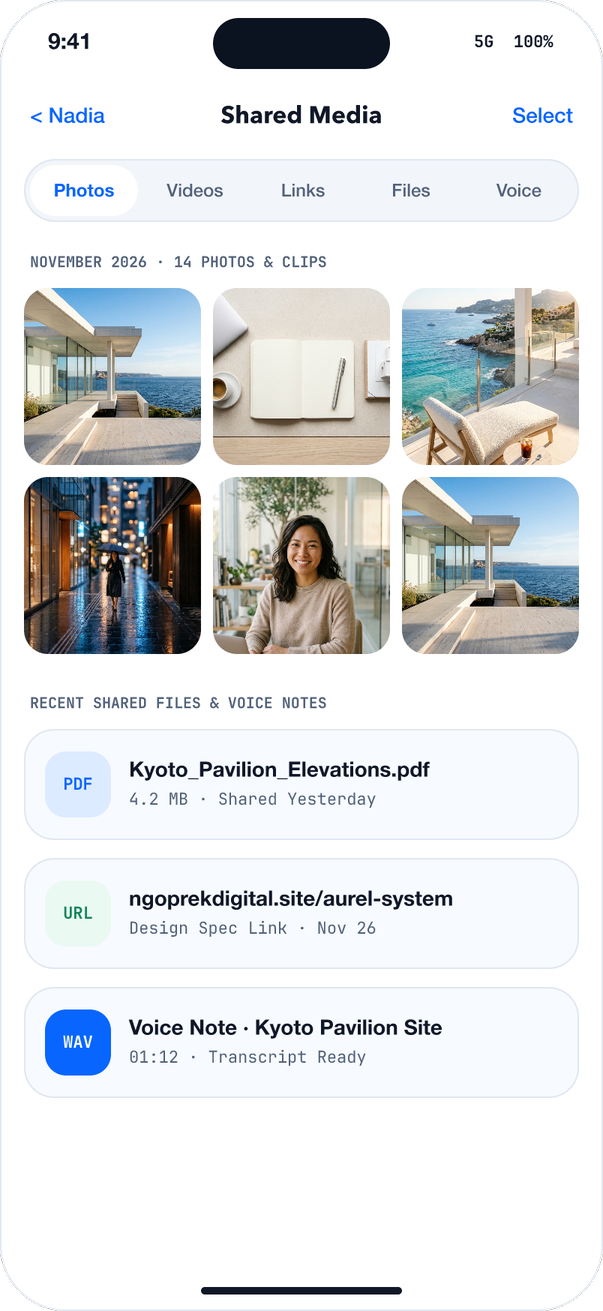 9:41
5G 100%
< Nadia
Shared Media
Select
Photos
Videos
Links
Files
Voice
NOVEMBER 2026 · 14 PHOTOS & CLIPS
RECENT SHARED FILES & VOICE NOTES
PDF
Kyoto_Pavilion_Elevations.pdf
4.2 MB · Shared Yesterday
URL
ngoprekdigital.site/aurel-system
Design Spec Link · Nov 26
WAV
Voice Note · Kyoto Pavilion Site
01:12 · Transcript Ready